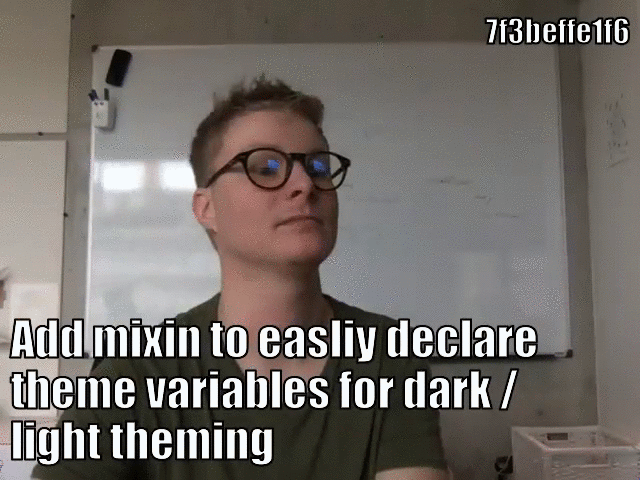 7f3beffe1f6
Add mixin to easliy declare
theme variables for dark /
light theming